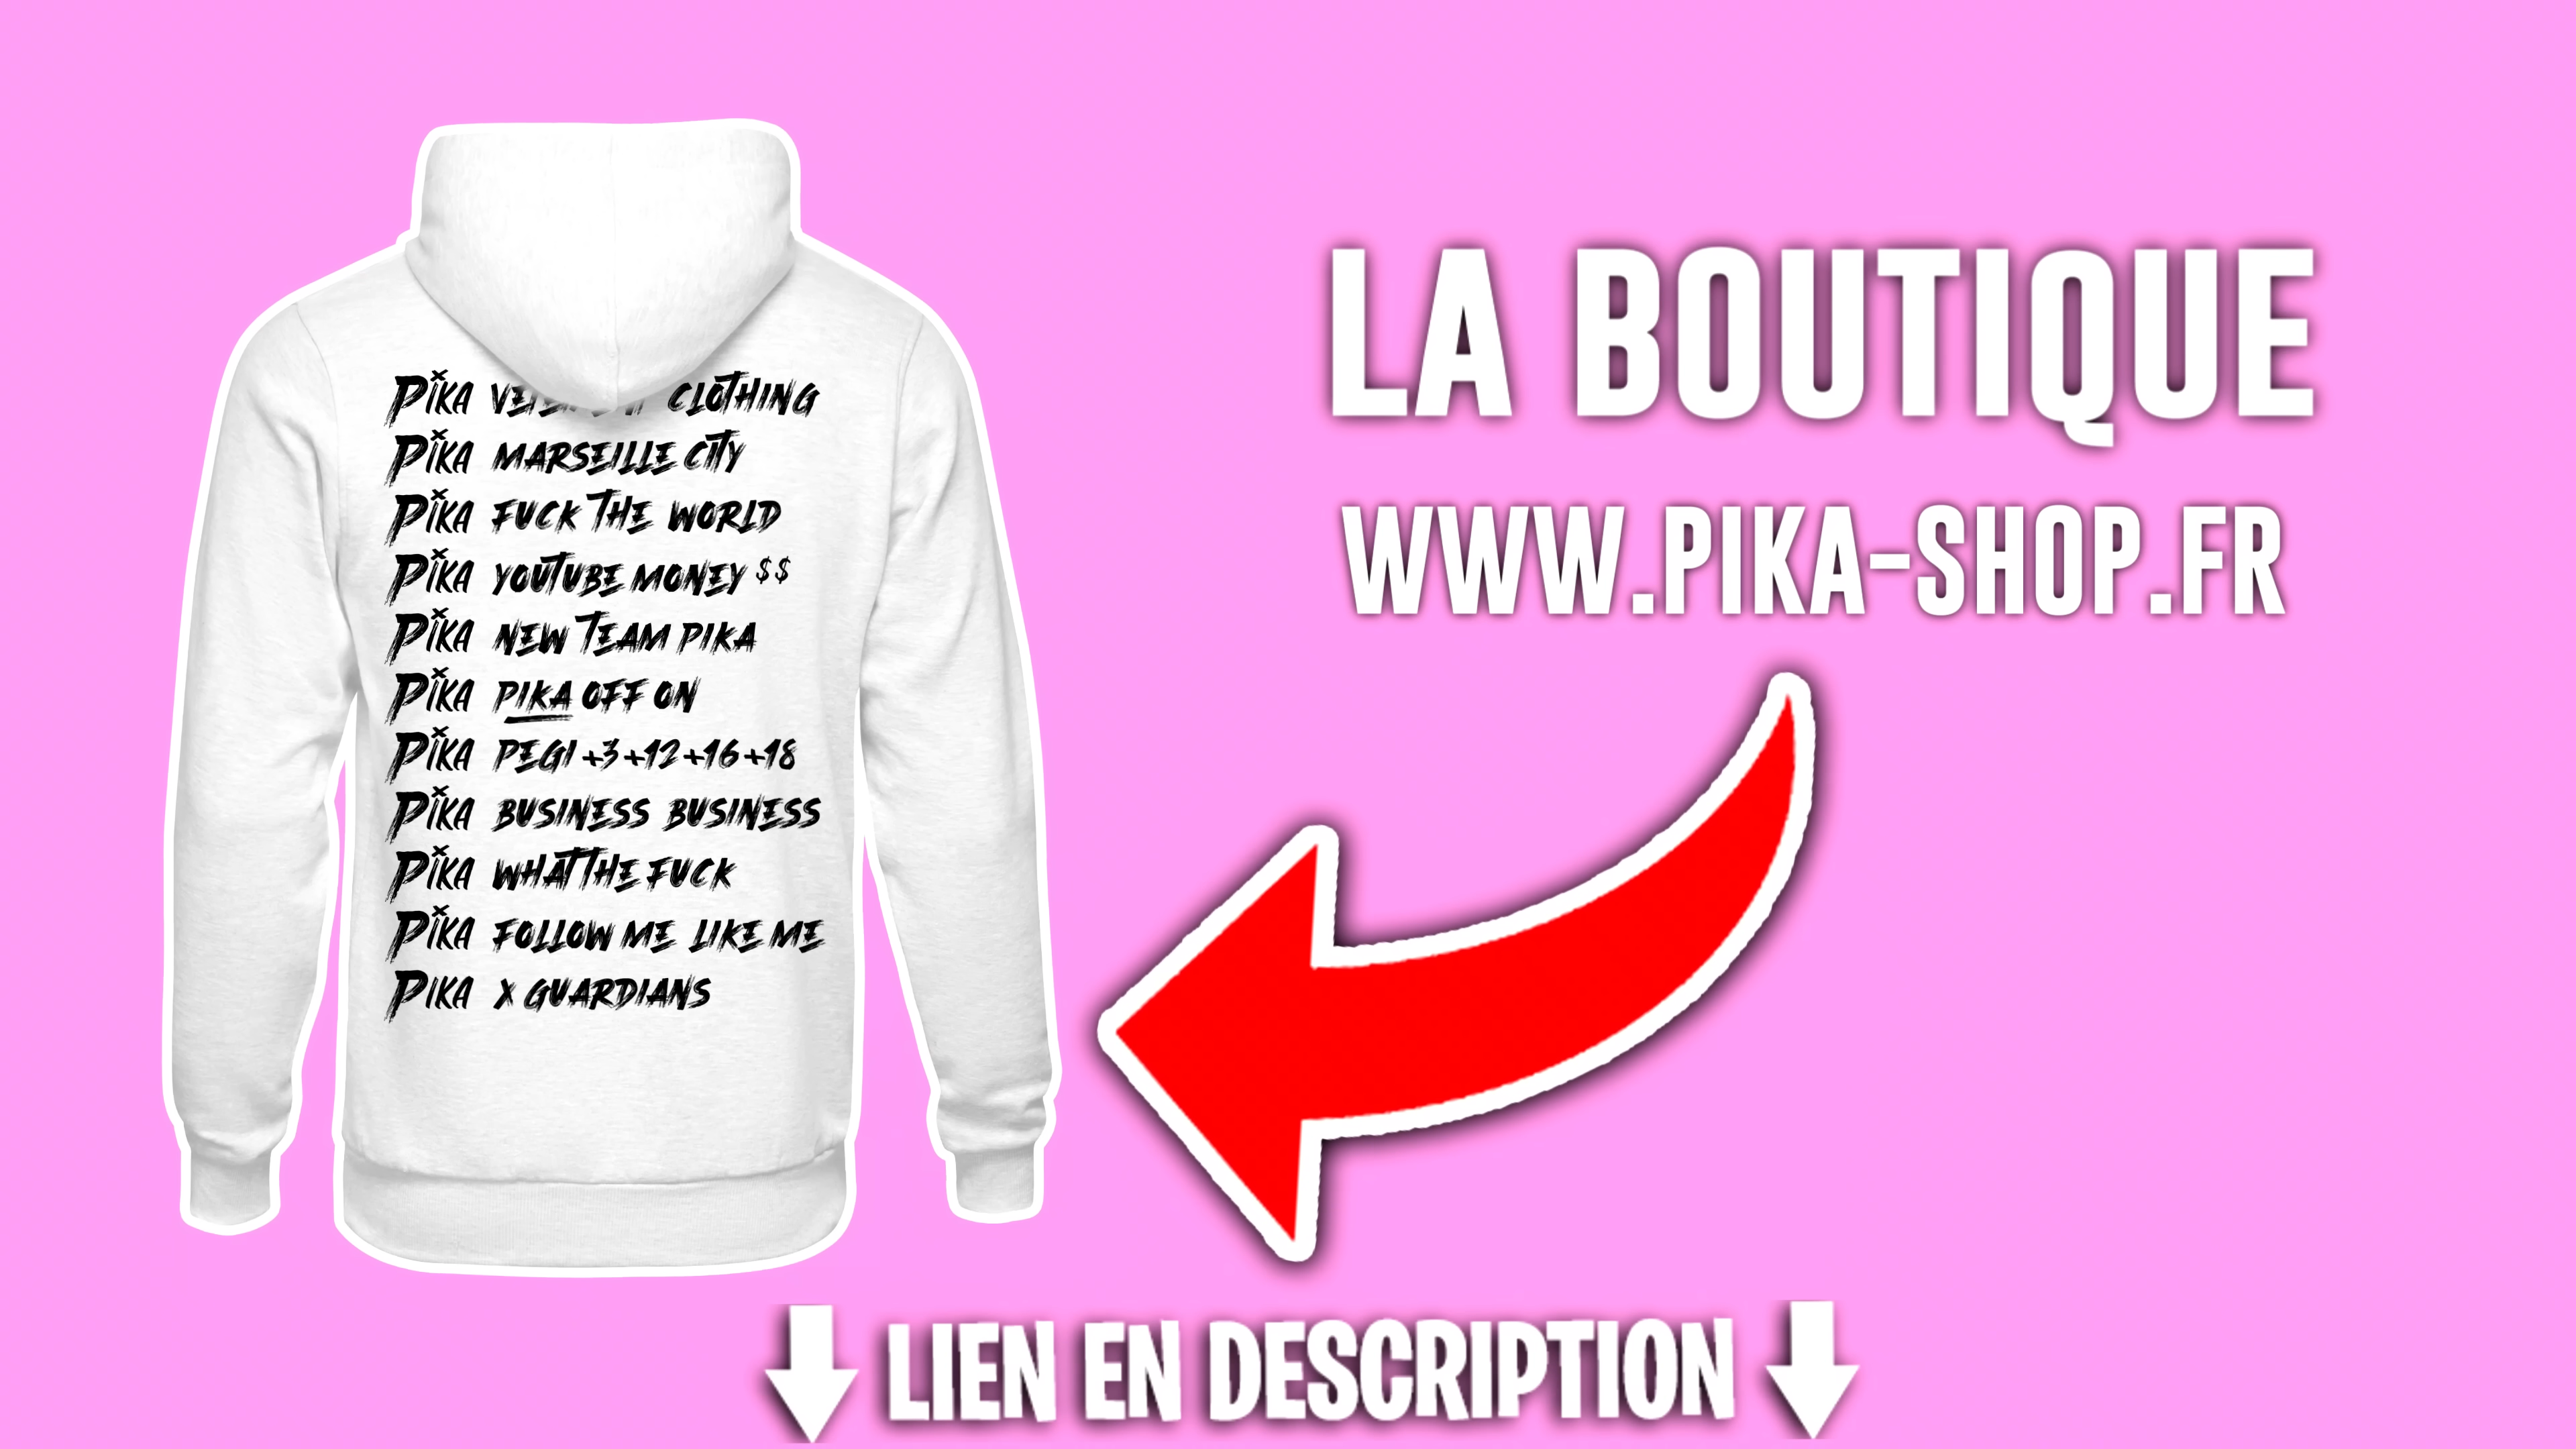 PIKA CLOTHING
PIKA MARSEILLE CITY
PIKA FUCK THE WORLD
PIKA YOUTUBE MONEY $$
PIKA NEW TEAM PIKA
PIKA PIKA OFF ON
PIKA PEGI +3+12+16+18
PIKA BUSINESS BUSINESS
PIKA WHAT THE FUCK
PIKA FOLLOW ME LIKE ME
PIKA X GUARDIANS
LA BOUTIQUE
WWW.PIKA-SHOP.FR
LIEN EN DESCRIPTION